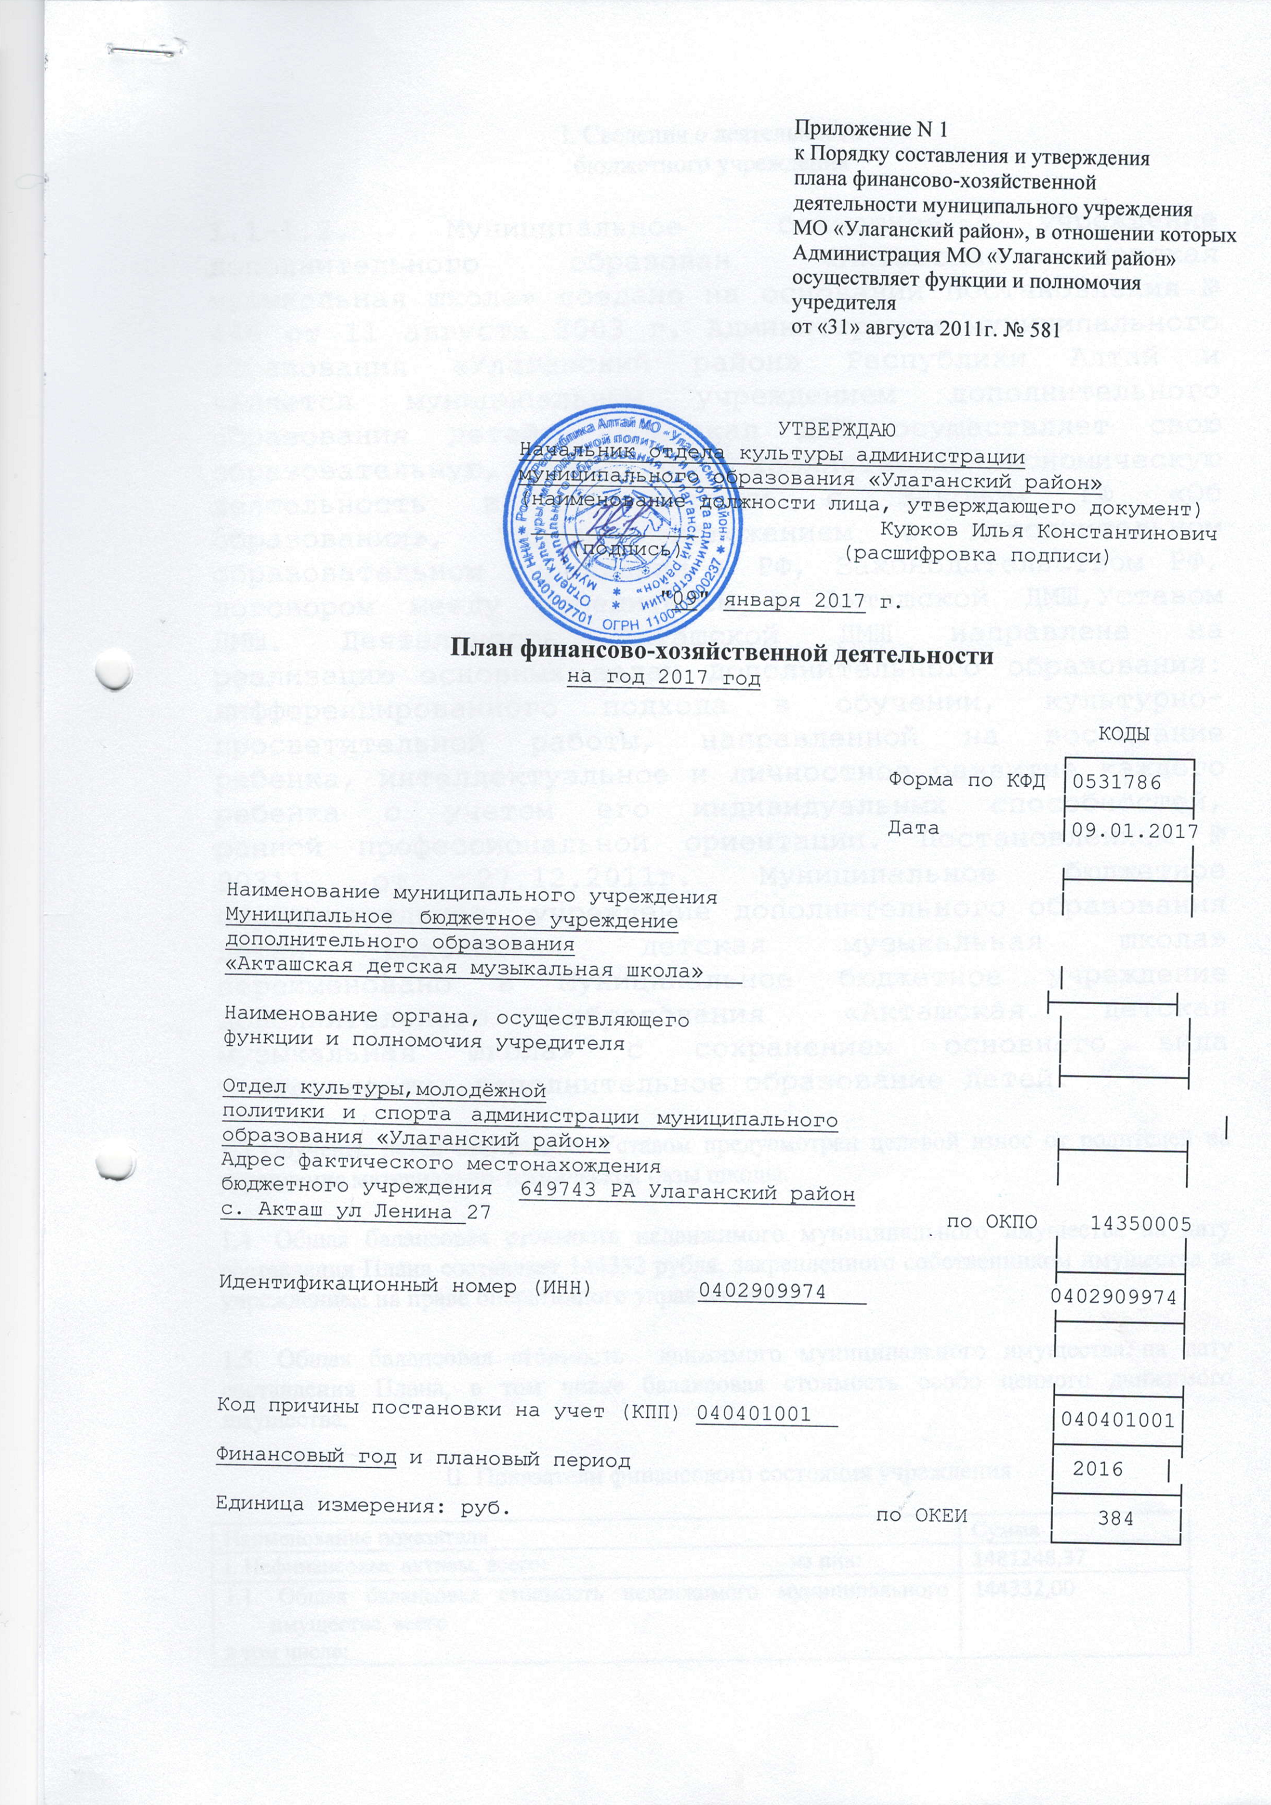 Приложение N 1
к Порядку составления и утверждения
плана финансово-хозяйственной
деятельности муниципального учреждения
МО «Улаганский район», в отношении которых
Администрация МО «Улаганский район»
осуществляет функции и полномочия
учредителя
от «31» августа 2011г. № 581
УТВЕРЖДАЮ
Начальник отдела культуры администрации
муниципального образования «Улаганский район»
(наименование должности лица, утверждающего документ)
Куюков Илья Константинович
(подпись) (расшифровка подписи)
"09" января 2017 г.
План финансово-хозяйственной деятельности
на год 2017 год
КОДЫ
Форма по КФД 0531786
Дата 09.01.2017
Наименование муниципального учреждения
Муниципальное бюджетное учреждение
дополнительного образования
«Акташская детская музыкальная школа»
Наименование органа, осуществляющего
функции и полномочия учредителя
Отдел культуры,молодёжной
политики и спорта администрации муниципального
образования «Улаганский район»
Адрес фактического местонахождения
бюджетного учреждения 649743 РА Улаганский район
с. Акташ ул Ленина 27
по ОКПО 14350005
Идентификационный номер (ИНН) 0402909974 0402909974
Код причины постановки на учет (КПП) 040401001 040401001
Финансовый год и плановый период 2016
Единица измерения: руб. по ОКЕИ 384